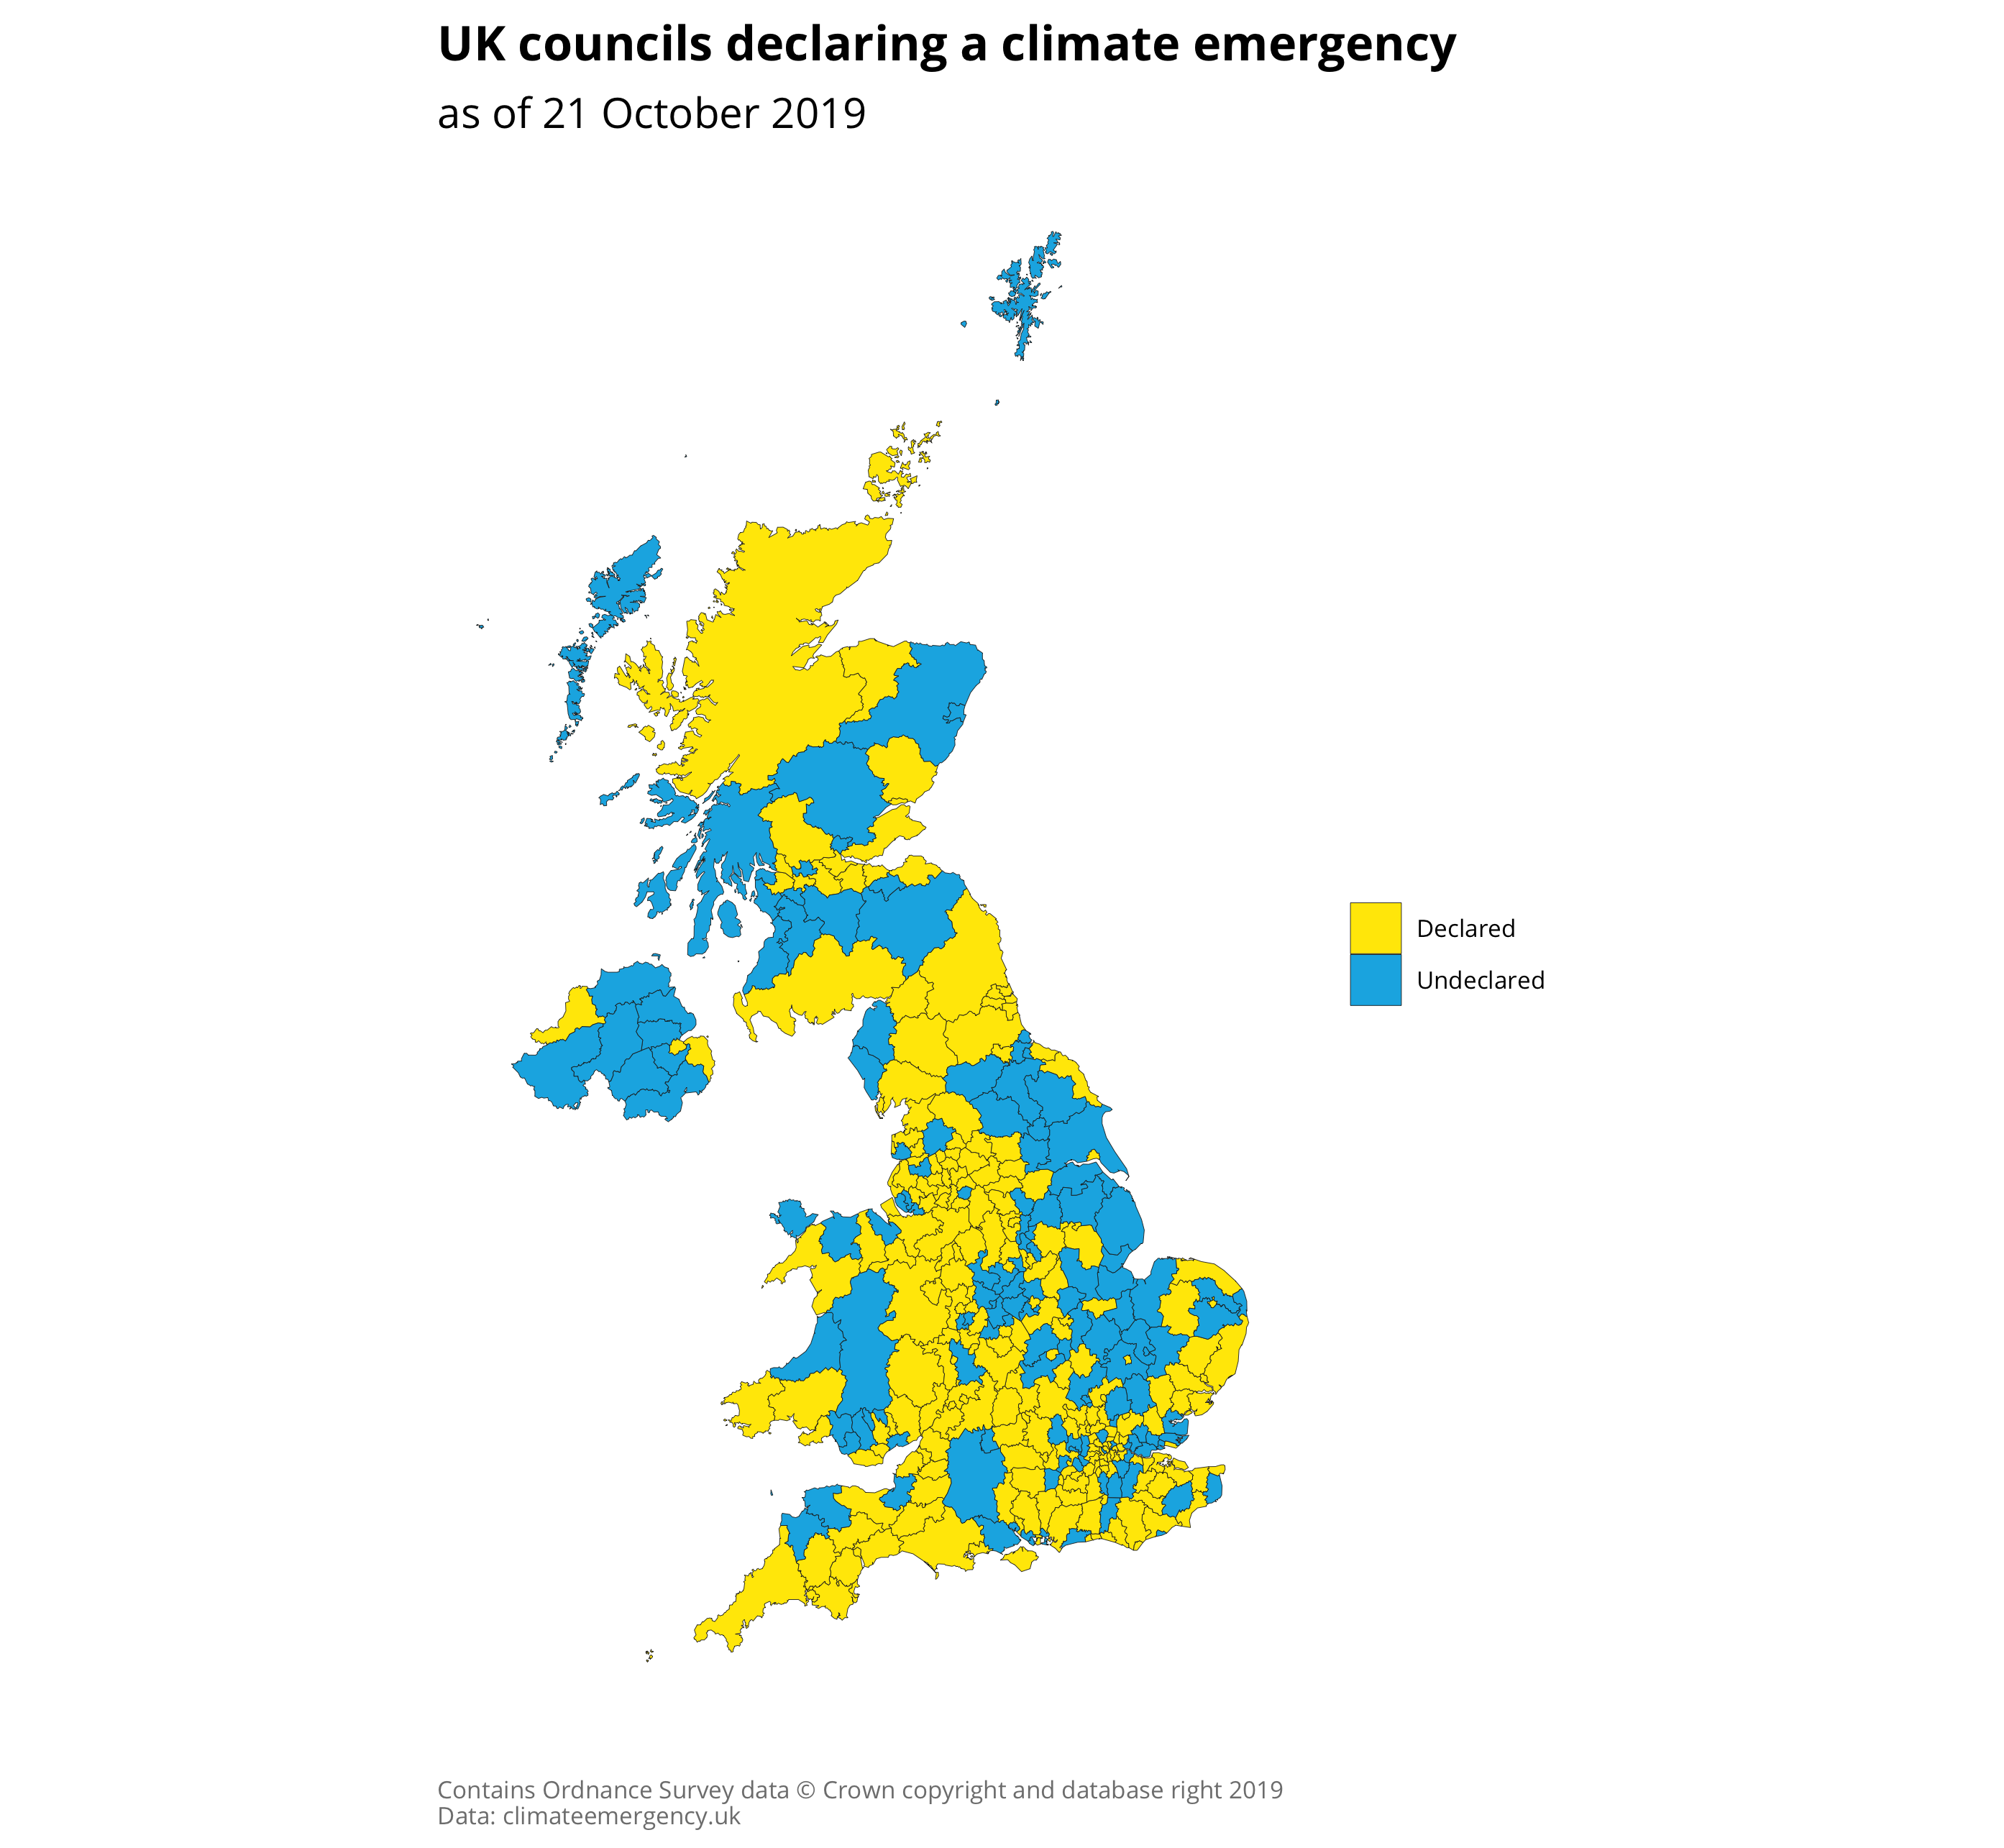 UK councils declaring a climate emergency
as of 21 October 2019
Declared
Undeclared
Contains Ordnance Survey data © Crown copyright and database right 2019
Data: climateemergency.uk